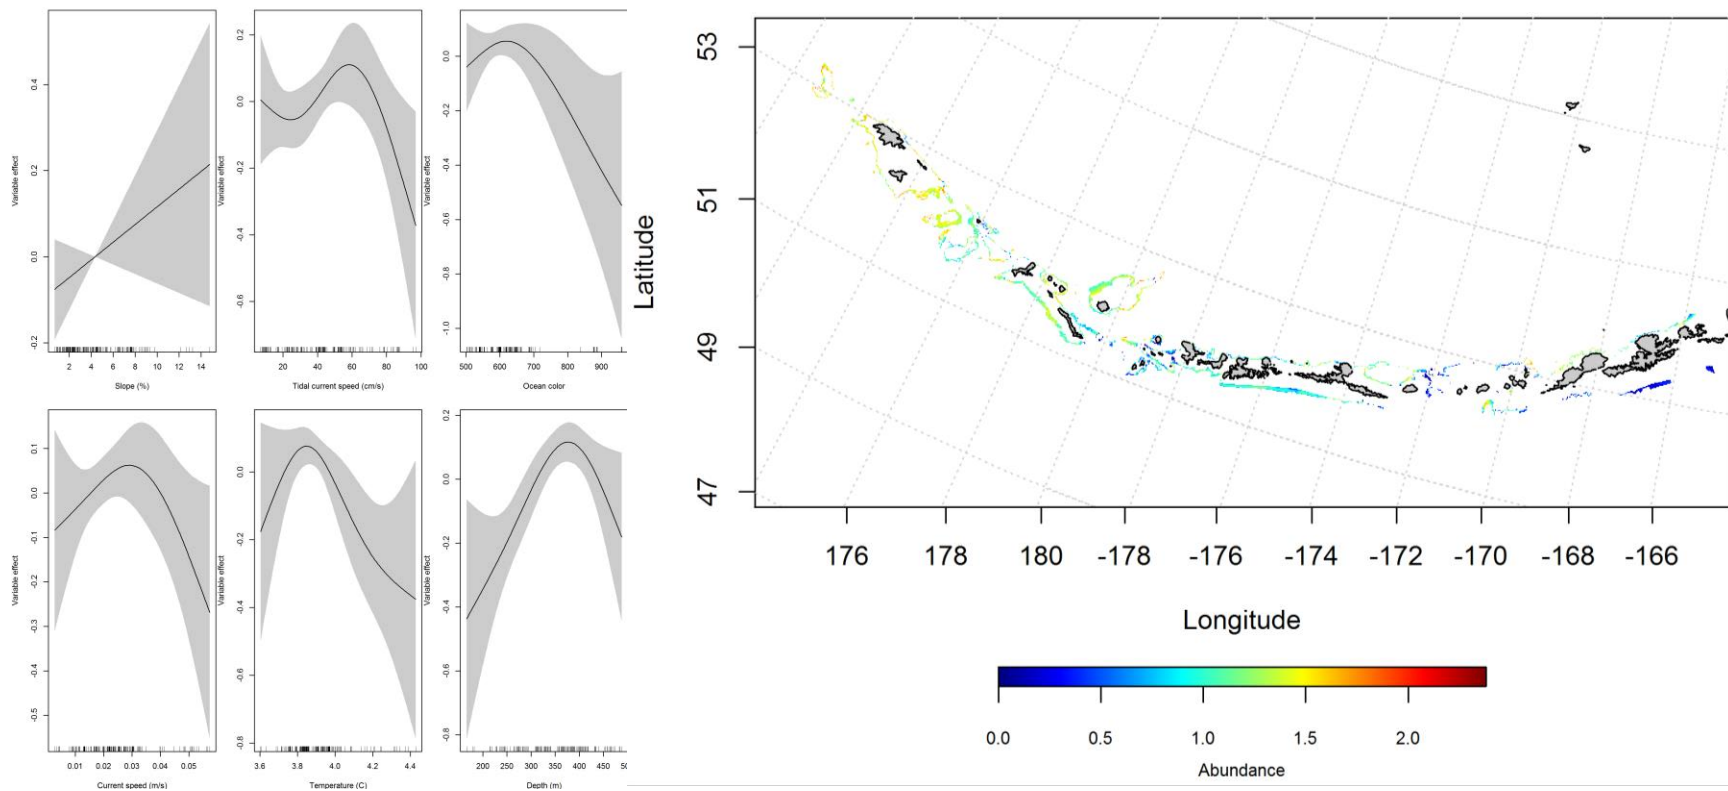 Variable effect
-0.2 0.0 0.2 0.4
2 4 6 8 10 12 14
Slope (%)
Variable effect
-0.6 -0.4 -0.2 0.0 0.2
20 40 60 80 100
Tidal current speed (cm/s)
Variable effect
-1.0 -0.8 -0.6 -0.4 -0.2 0.0
500 600 700 800 900
Ocean color
Variable effect
-0.5 -0.4 -0.3 -0.2 -0.1 0.0 0.1
0.01 0.02 0.03 0.04 0.05
Current speed (m/s)
Variable effect
-0.8 -0.6 -0.4 -0.2 0.0
3.6 3.8 4.0 4.2 4.4
Temperature (C)
Variable effect
-0.8 -0.6 -0.4 -0.2 0.0 0.2
200 250 300 350 400 450
Depth (m)
Latitude
53
51
49
47
176 178 180 -178 -176 -174 -172 -170 -168 -166
Longitude
0.0 0.5 1.0 1.5 2.0
Abundance